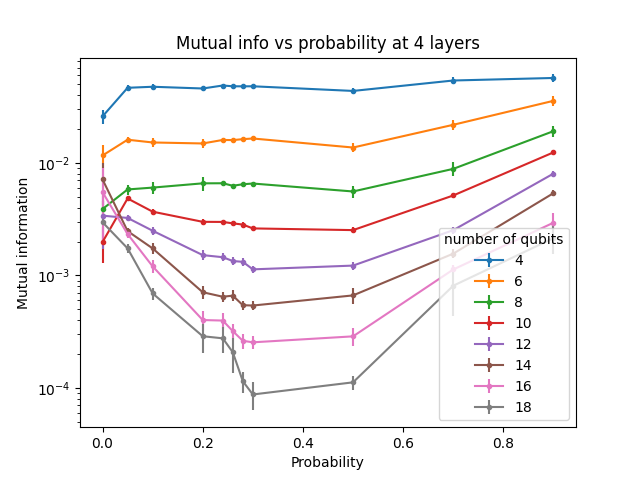 Mutual info vs probability at 4 layers
Mutual information
10⁻²
10⁻³
10⁻⁴
number of qubits
4
6
8
10
12
14
16
18
0.0 0.2 0.4 0.6 0.8
Probability